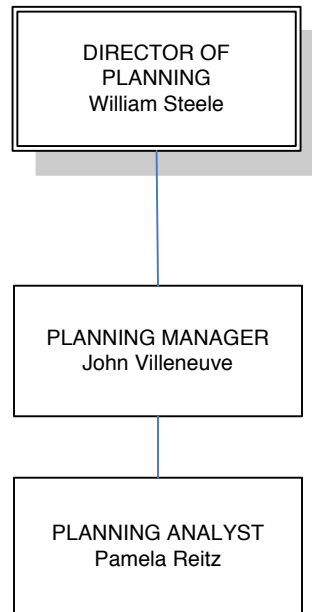 DIRECTOR OF
PLANNING
William Steele
PLANNING MANAGER
John Villeneuve
PLANNING ANALYST
Pamela Reitz